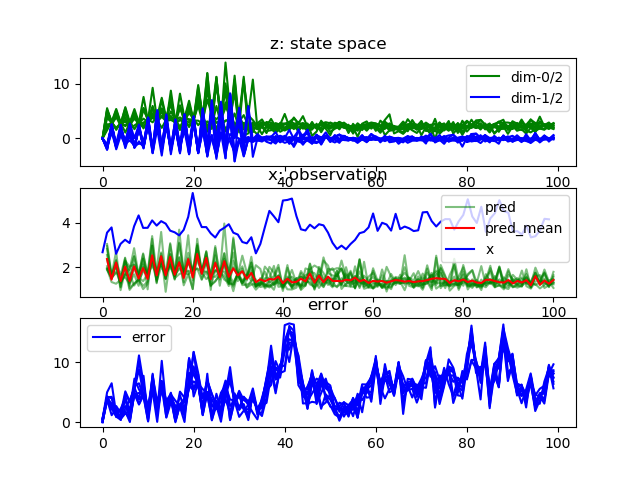 z: state space
10
0
dim-0/2
dim-1/2
0 20 40 60 80 100
x: observation
4
2
pred
pred_mean
x
0 20 40 60 80 100
error
10
0
error
0 20 40 60 80 100